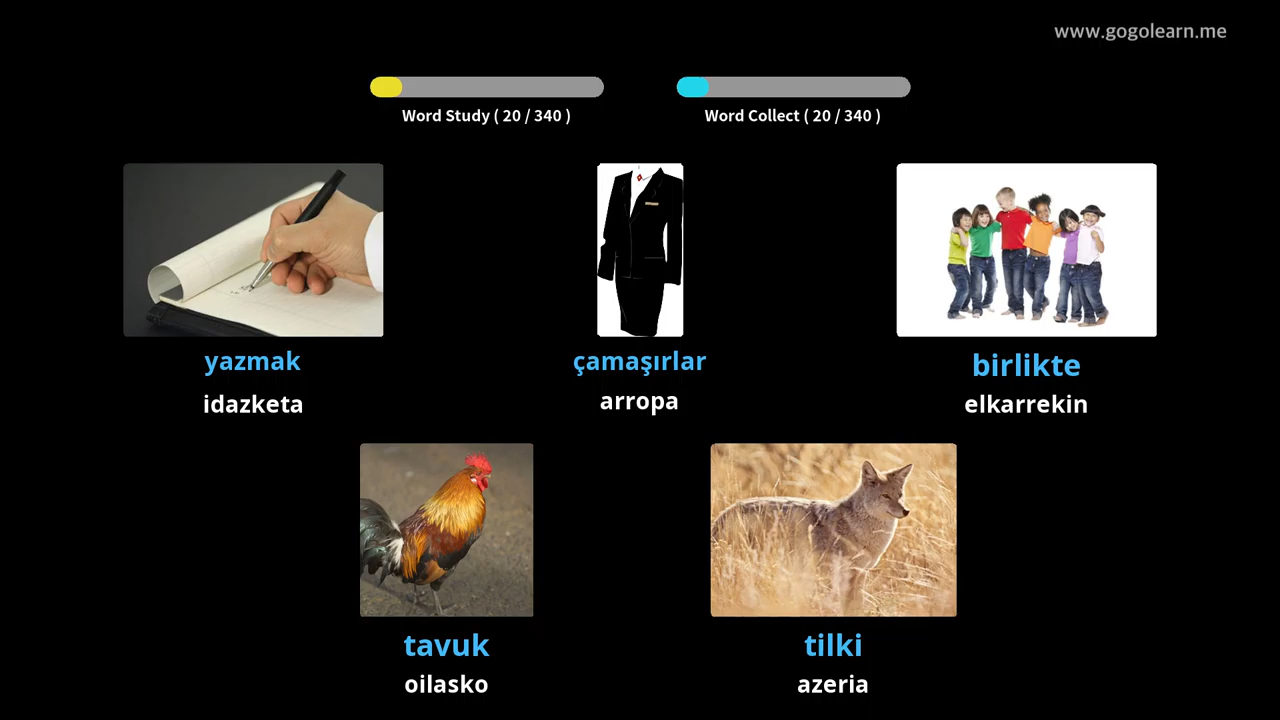 www.gogolearn.me
Word Study ( 20 / 340 )
Word Collect ( 20 / 340 )
yazmak
idazketa
çamaşırlar
arropa
birlikte
elkarrekin
tavuk
oilasko
tilki
azeria